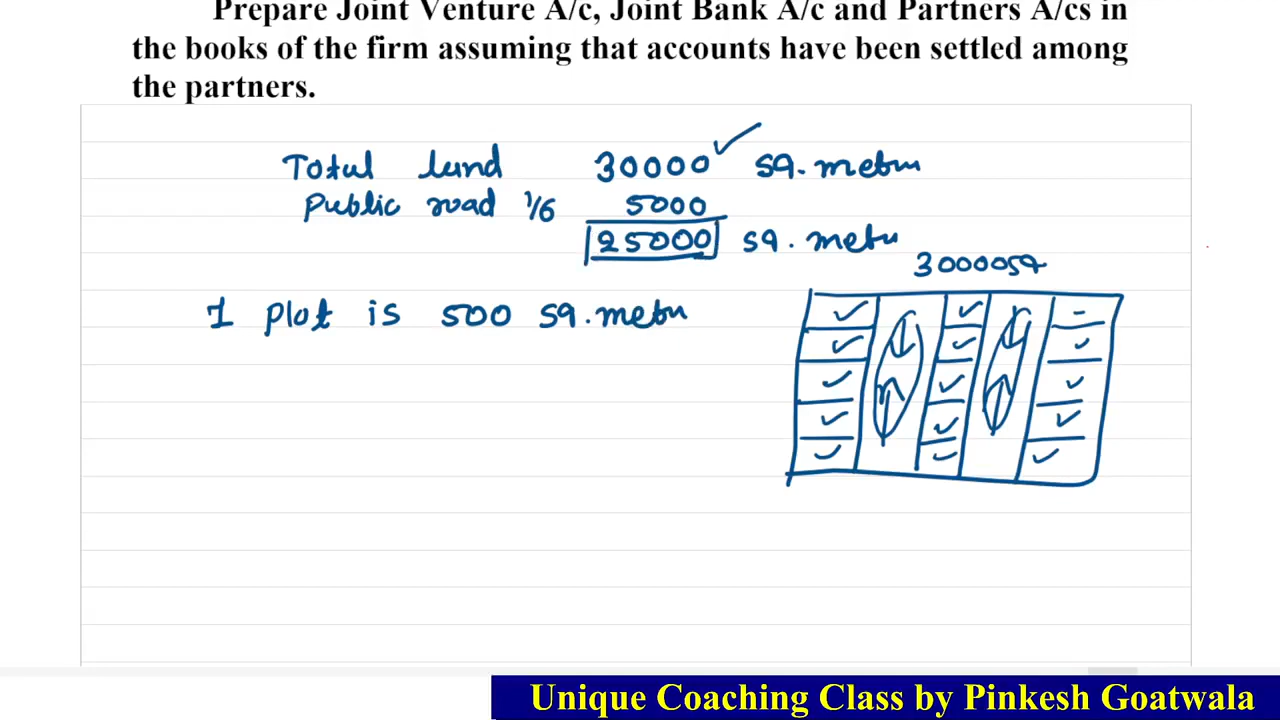 Prepare Joint Venture A/c, Joint Bank A/c and Partners A/cs in
the books of the firm assuming that accounts have been settled among
the partners.
Total land 30000 sq. metre
Public road 1/6 5000
25000 sq. metre
30000 sq
1 plot is 500 sq. metre
Unique Coaching Class by Pinkesh Goatwala